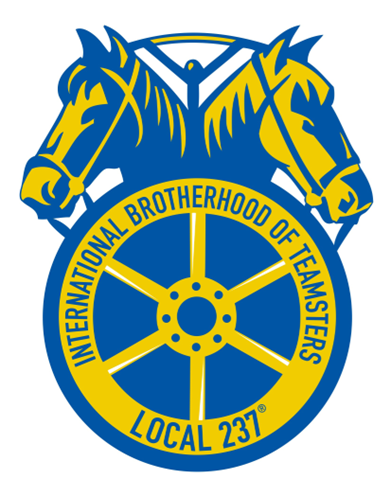 INTERNATIONAL BROTHERHOOD OF TEAMSTERS
LOCAL 237®